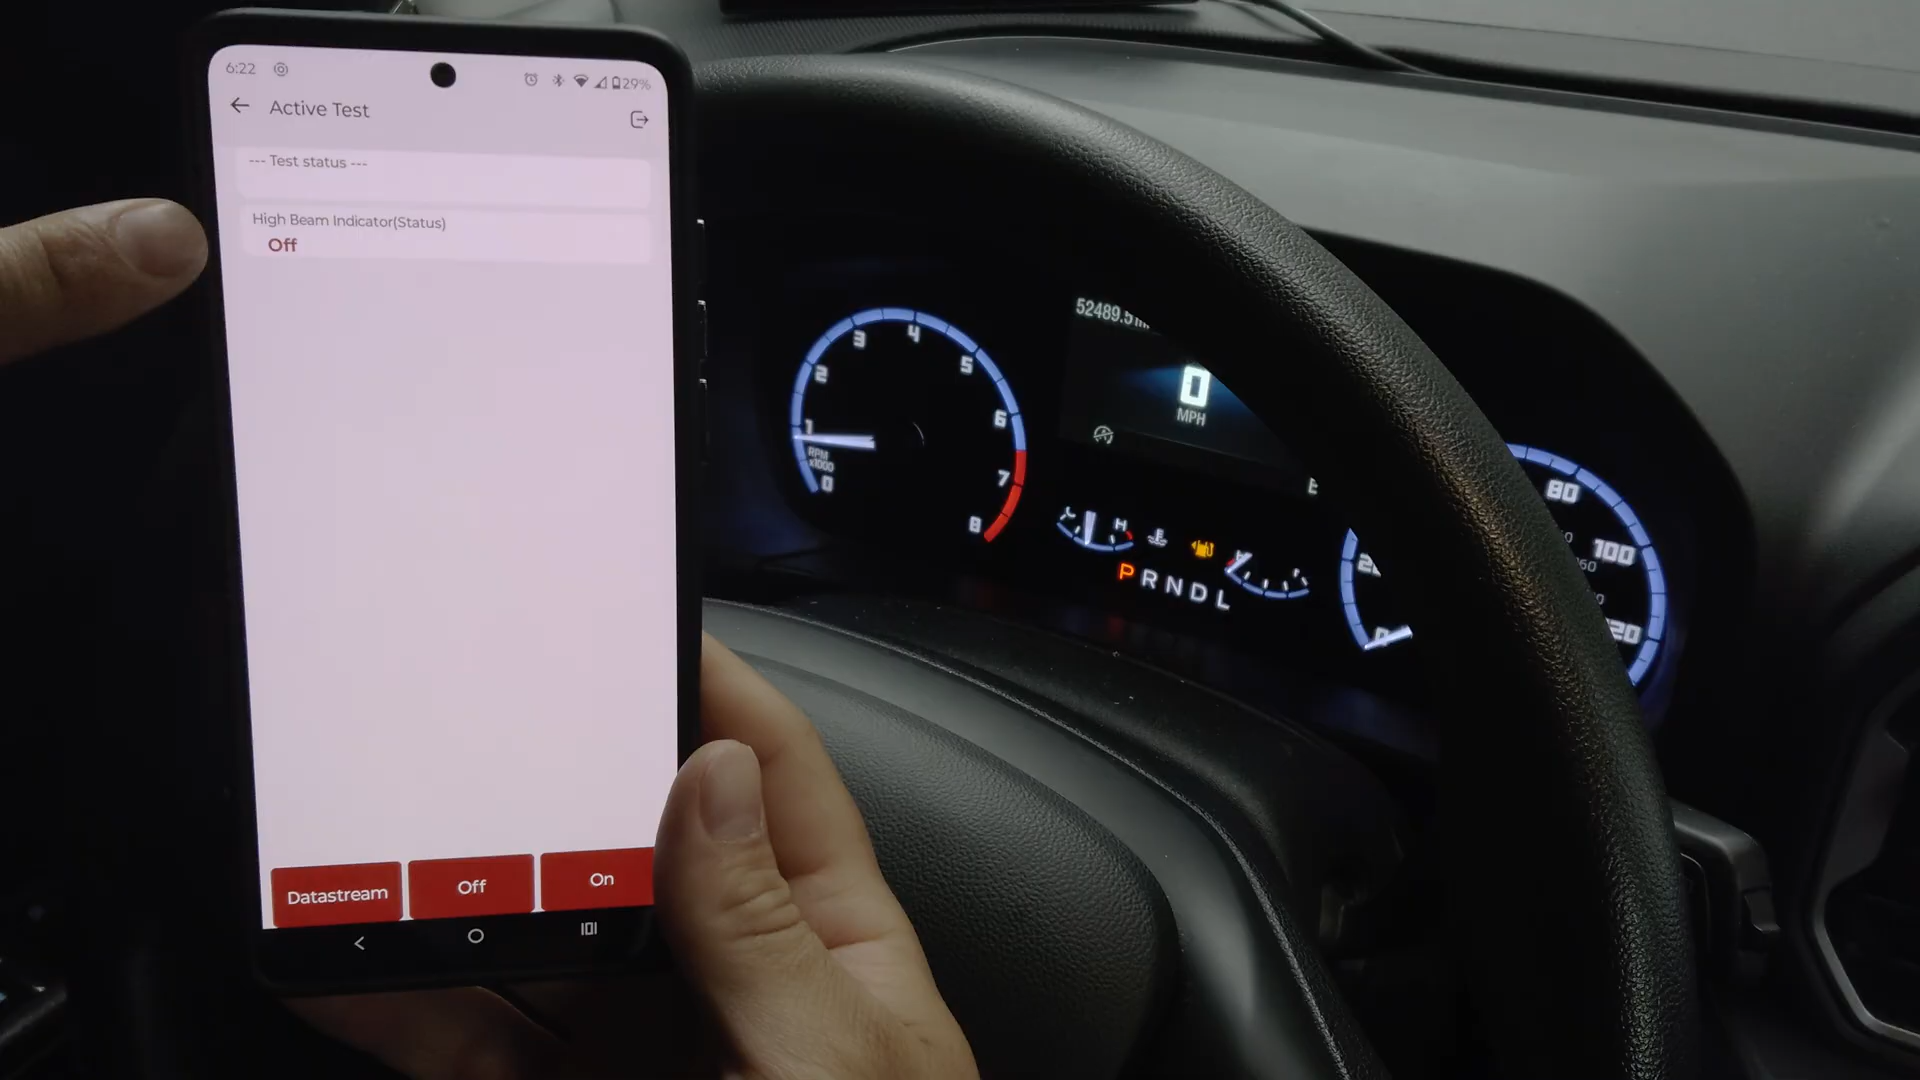 6:22
29%
Active Test
--- Test status ---
High Beam Indicator(Status)
Off
Datastream
Off
On
52489.5
0
MPH
E
0
1
2
3
4
5
6
7
8
RPM
x1000
H
P R N D L
80
100